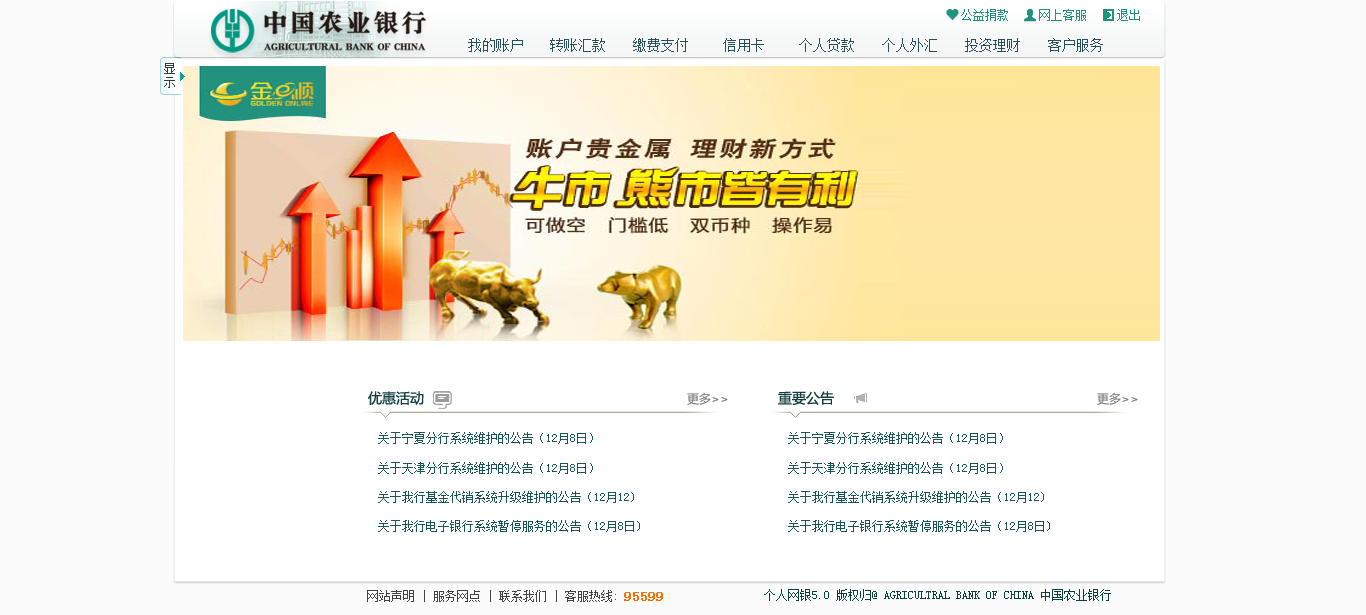 中国农业银行
AGRICULTURAL BANK OF CHINA
公益捐款 网上客服 退出
我的账户 转账汇款 缴费支付 信用卡 个人贷款 个人外汇 投资理财 客户服务
显示
金e顺
GOLDEN ONLINE
账户贵金属 理财新方式
牛市 熊市皆有利
可做空 门槛低 双币种 操作易
优惠活动 更多>>
关于宁夏分行系统维护的公告（12月8日）
关于天津分行系统维护的公告（12月8日）
关于我行基金代销系统升级维护的公告（12月12）
关于我行电子银行系统暂停服务的公告（12月8日）
重要公告 更多>>
关于宁夏分行系统维护的公告（12月8日）
关于天津分行系统维护的公告（12月8日）
关于我行基金代销系统升级维护的公告（12月12）
关于我行电子银行系统暂停服务的公告（12月8日）
网站声明 | 服务网点 | 联系我们 | 客服热线: 95599
个人网银5.0 版权归@ AGRICULTRAL BANK OF CHINA 中国农业银行